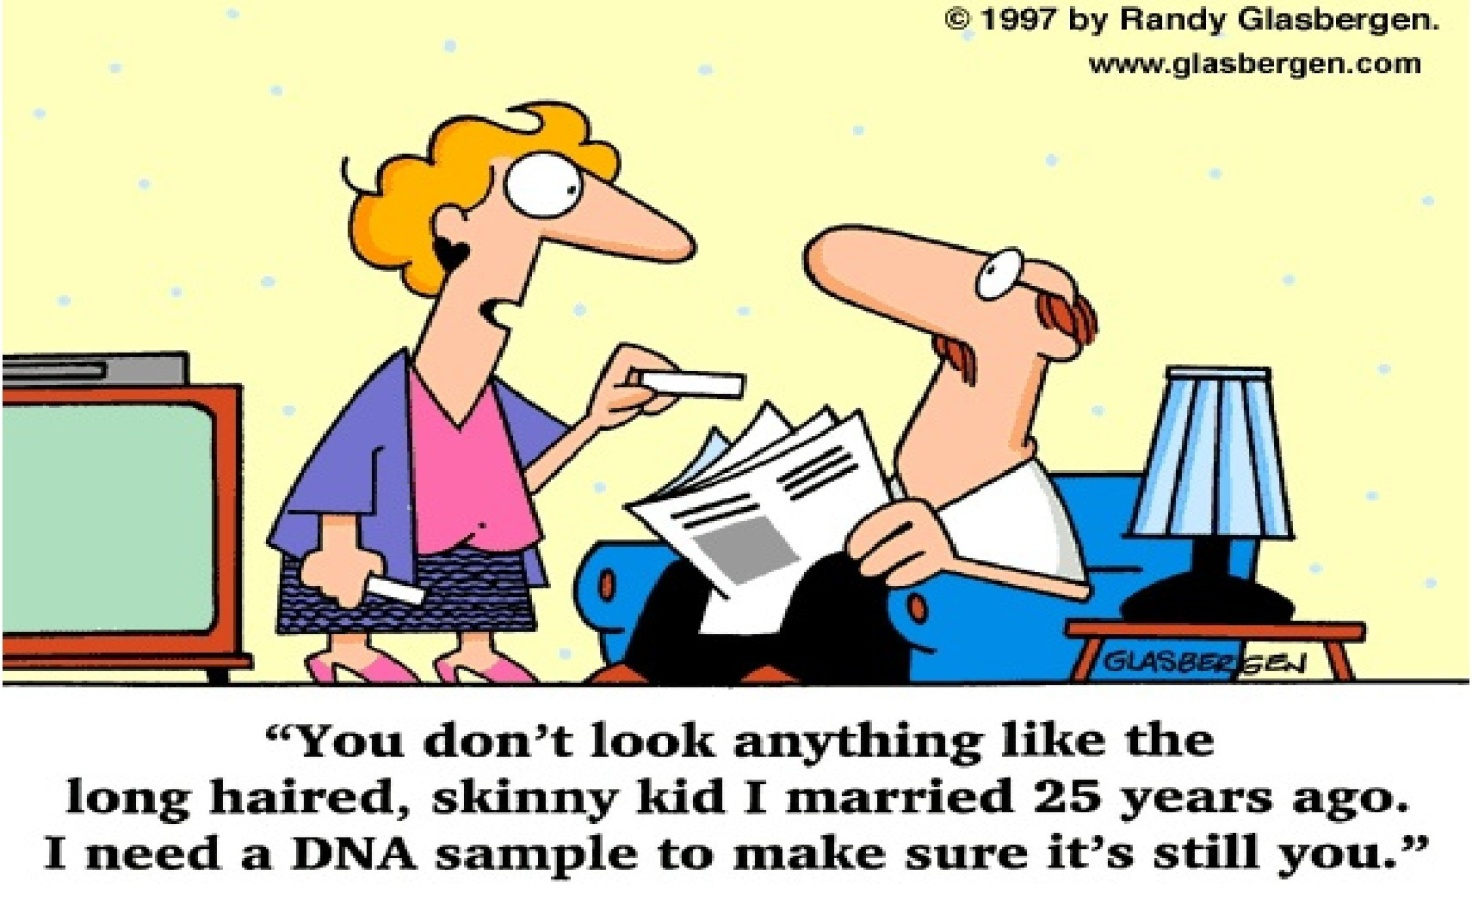 © 1997 by Randy Glasbergen.
www.glasbergen.com
GLASBERGEN
“You don’t look anything like the
long haired, skinny kid I married 25 years ago.
I need a DNA sample to make sure it’s still you.”